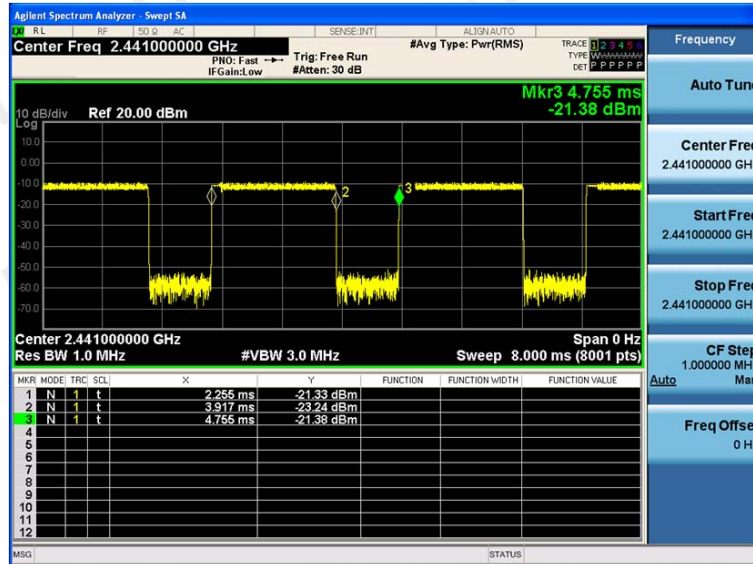 Agilent Spectrum Analyzer - Swept SA
RL RF 50 Ω AC SENSE:INT ALIGNAUTO
Center Freq 2.441000000 GHz #Avg Type: Pwr(RMS) TRACE 1 2 3 4 5 6
PNO: Fast Trig: Free Run TYPE W
IFGain:Low #Atten: 30 dB DET P P P P P P
Mkr3 4.755 ms
10 dB/div Ref 20.00 dBm -21.38 dBm
Log
10.0
0.00
-10.0
2 3
-20.0
-30.0
-40.0
-50.0
-60.0
-70.0
Center 2.441000000 GHz Span 0 Hz
Res BW 1.0 MHz #VBW 3.0 MHz Sweep 8.000 ms (8001 pts)
MKR MODE TRC SCL X Y FUNCTION FUNCTION WIDTH FUNCTION VALUE
1 N 1 t 2.255 ms -21.33 dBm
2 N 1 t 3.917 ms -23.24 dBm
3 N 1 t 4.755 ms -21.38 dBm
4
5
6
7
8
9
10
11
12
MSG STATUS
Frequency
Auto Tun
Center Fre
2.441000000 GH
Start Fre
2.441000000 GH
Stop Fre
2.441000000 GH
CF Ste
1.000000 MH
Auto Ma
Freq Offse
0 H